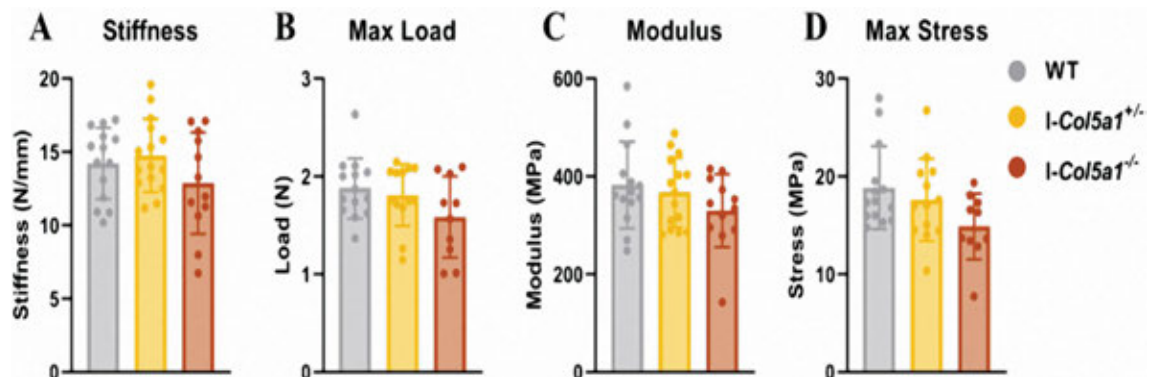 A Stiffness
Stiffness (N/mm)
20
15
10
5
0
B Max Load
Load (N)
3
2
1
0
C Modulus
Modulus (MPa)
600
400
200
0
D Max Stress
Stress (MPa)
30
20
10
0
WT
I-Col5a1+/-
I-Col5a1-/-